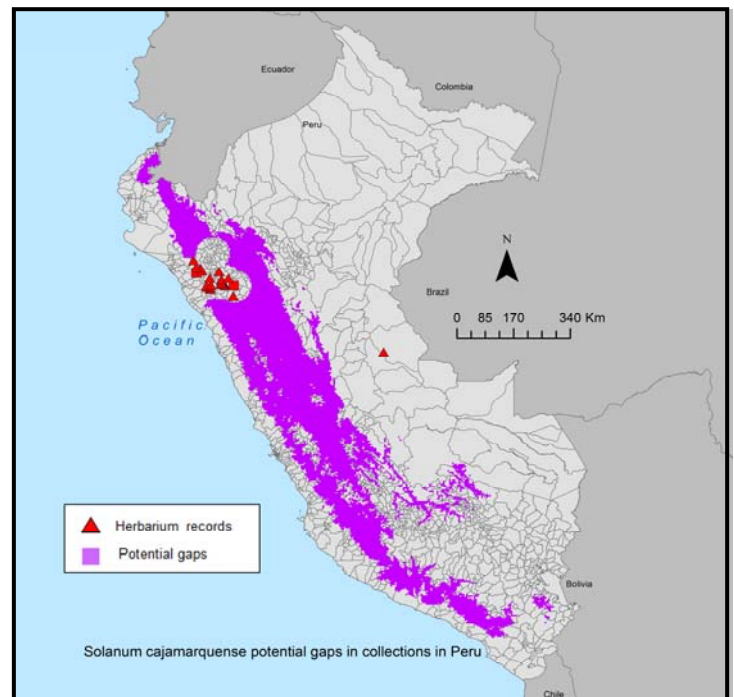 Ecuador
Colombia
Peru
N
Brazil
0 85 170 340 Km
Pacific
Ocean
Herbarium records
Potential gaps
Bolivia
Solanum cajamarquense potential gaps in collections in Peru
Chile